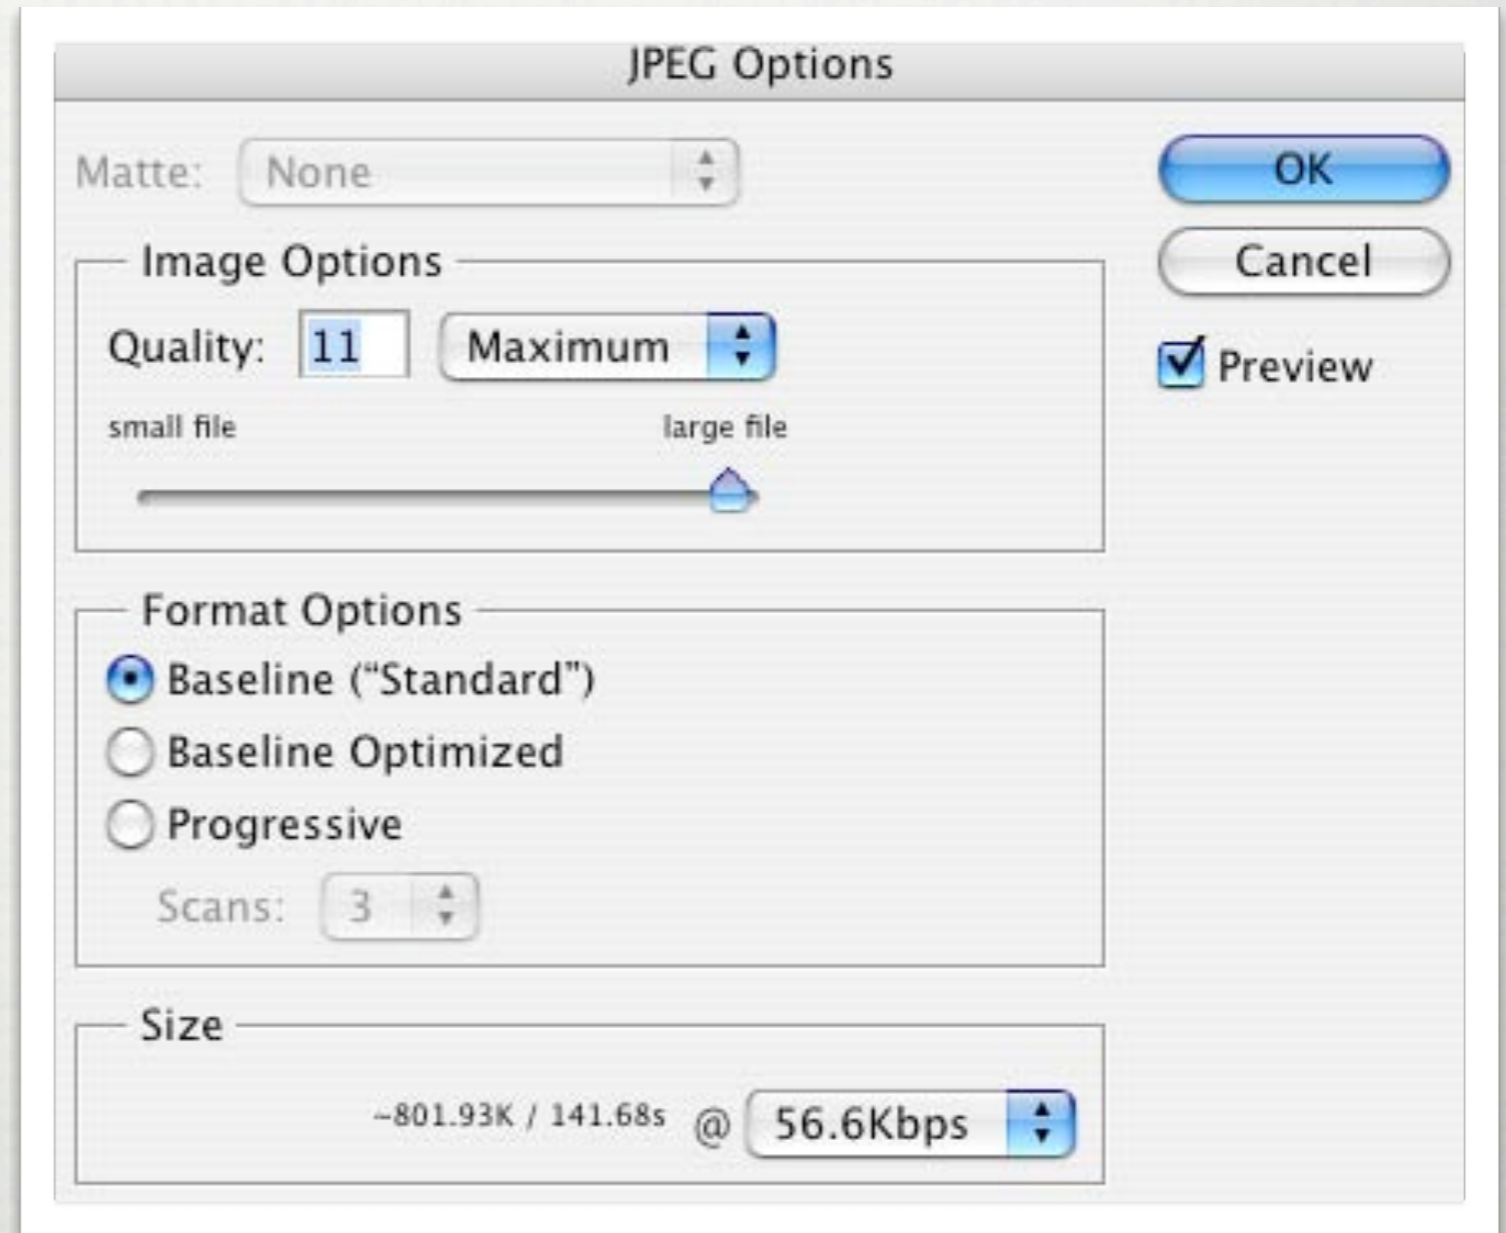 JPEG Options
Matte: None
OK
Image Options
Cancel
Quality: 11 Maximum
Preview
small file large file
Format Options
Baseline (“Standard”)
Baseline Optimized
Progressive
Scans: 3
Size
~801.93K / 141.68s @ 56.6Kbps